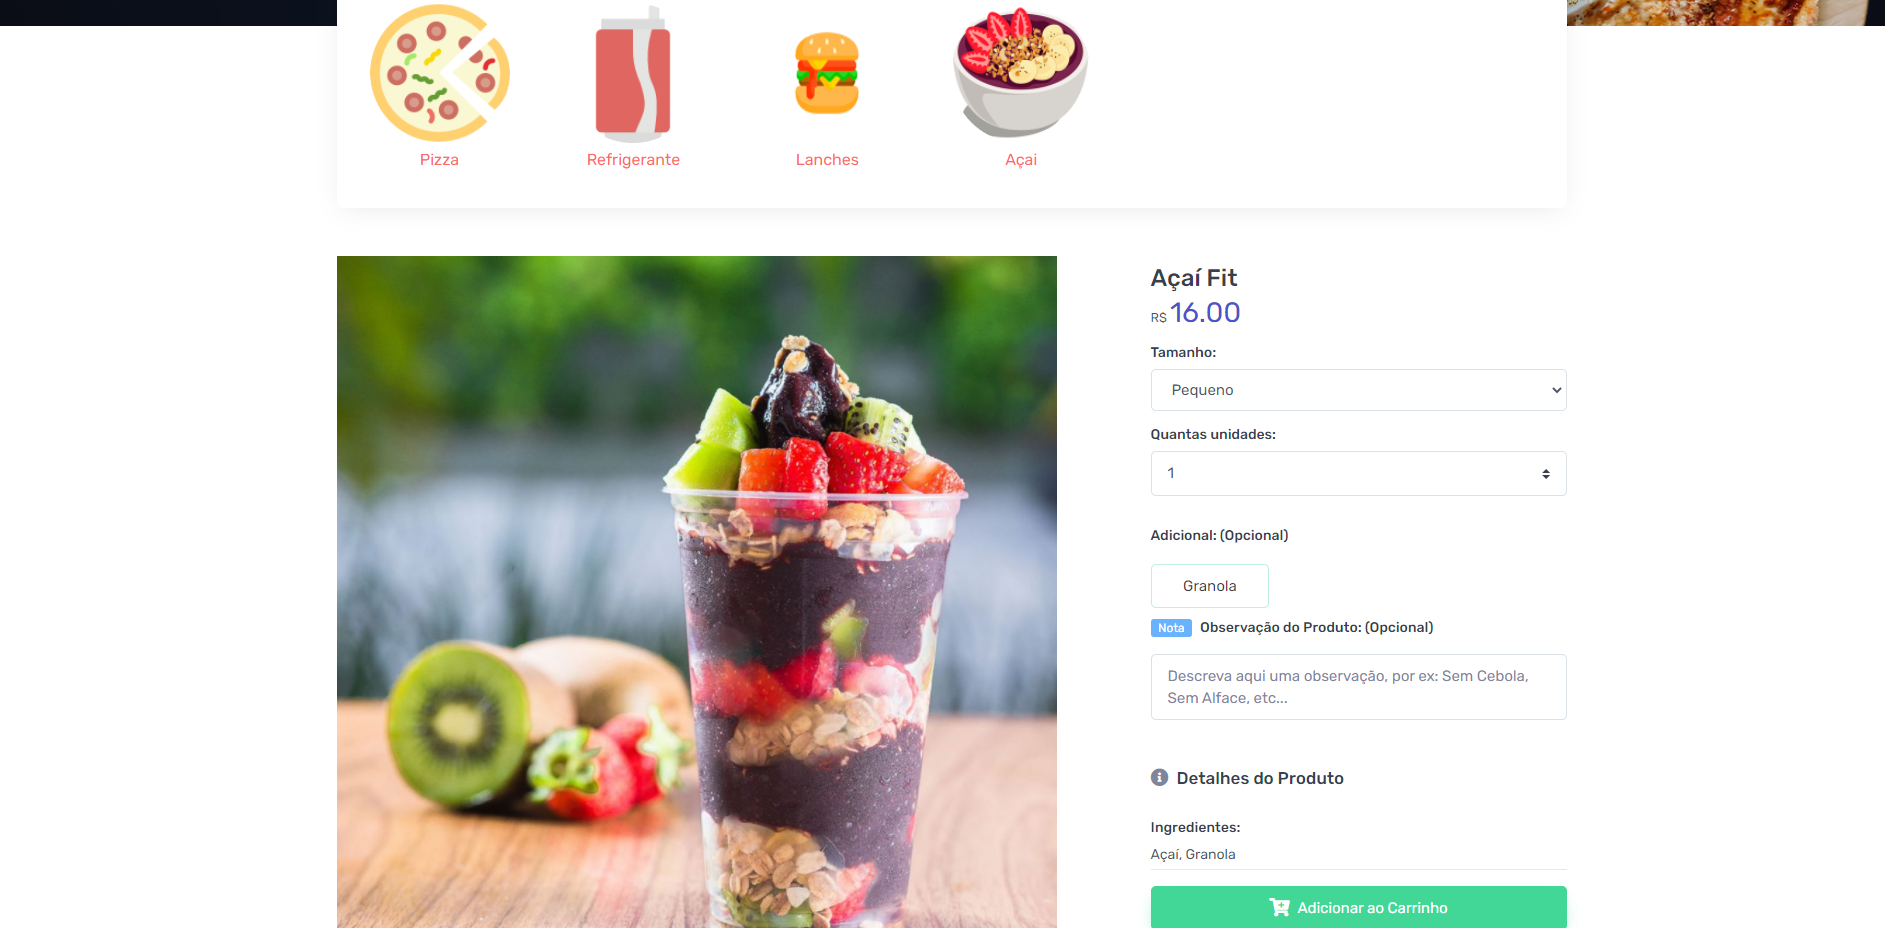 Pizza
Refrigerante
Lanches
Açai
Açaí Fit
R$ 16.00
Tamanho:
Pequeno
Quantas unidades:
1
Adicional: (Opcional)
Granola
Nota Observação do Produto: (Opcional)
Descreva aqui uma observação, por ex: Sem Cebola,
Sem Alface, etc...
Detalhes do Produto
Ingredientes:
Açaí, Granola
Adicionar ao Carrinho